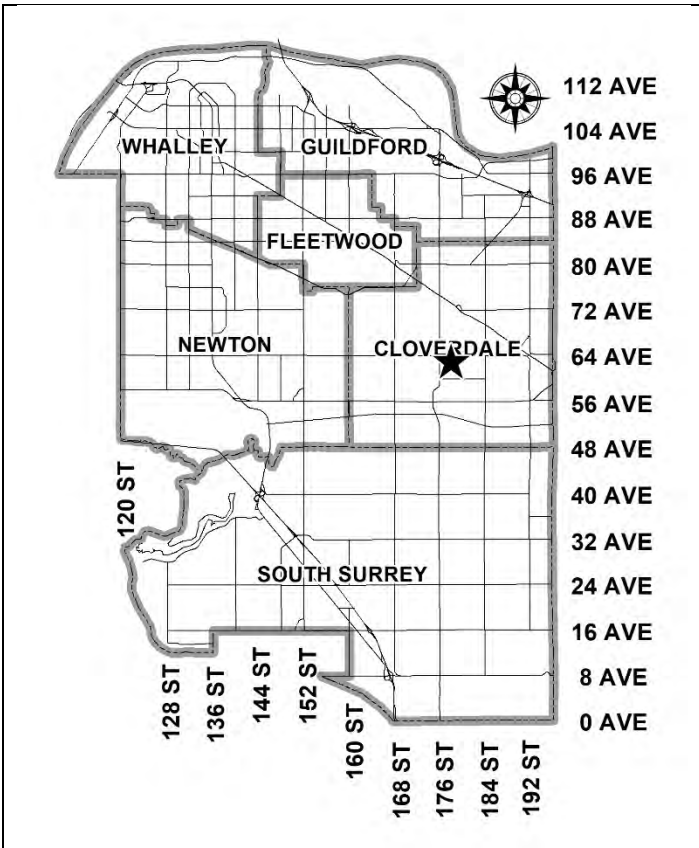 112 AVE
104 AVE
WHALLEY
GUILDFORD
96 AVE
88 AVE
FLEETWOOD
80 AVE
72 AVE
NEWTON
CLOVERDALE
64 AVE
56 AVE
48 AVE
120 ST
40 AVE
32 AVE
SOUTH SURREY
24 AVE
16 AVE
128 ST
136 ST
144 ST
152 ST
8 AVE
160 ST
0 AVE
168 ST
176 ST
184 ST
192 ST